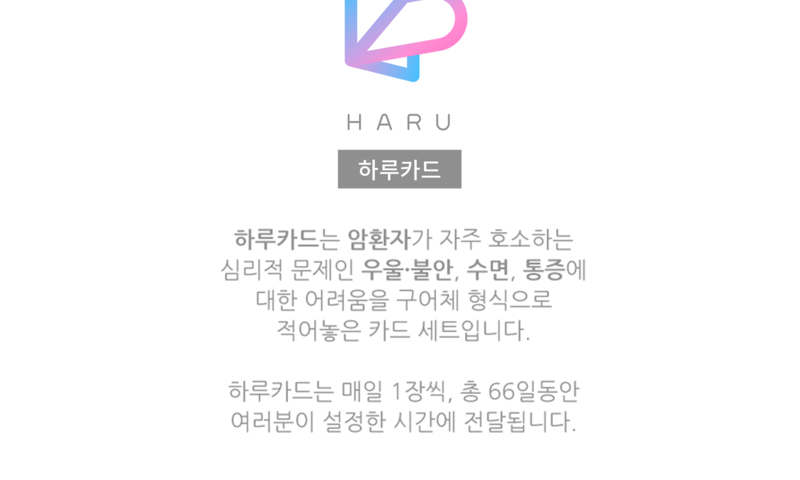 HARU
하루카드
하루카드는 암환자가 자주 호소하는
심리적 문제인 우울·불안, 수면, 통증에
대한 어려움을 구어체 형식으로
적어놓은 카드 세트입니다.
하루카드는 매일 1장씩, 총 66일동안
여러분이 설정한 시간에 전달됩니다.